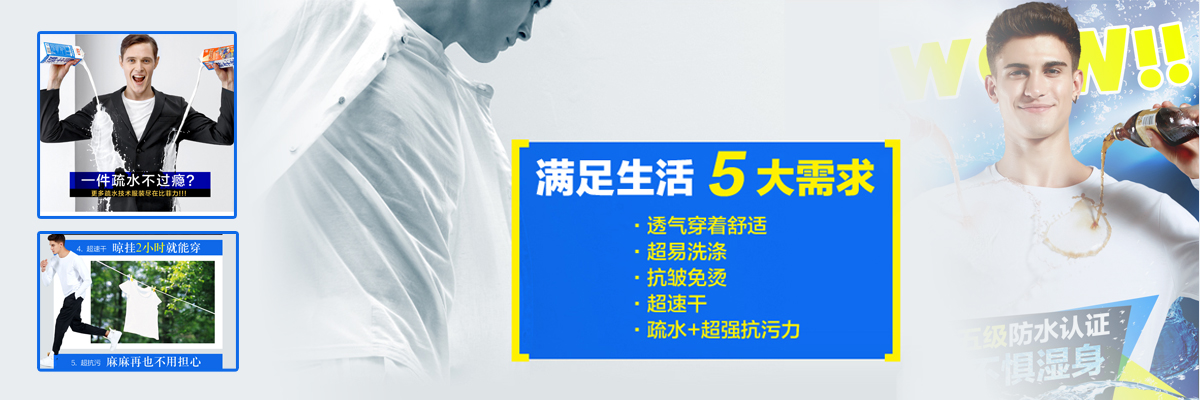 一件疏水不过瘾?
更多疏水技术服装尽在比菲力!!!
4. 超速干 晾挂2小时就能穿
5. 超抗污 麻麻再也不用担心
满足生活 5 大需求
· 透气穿着舒适
· 超易洗涤
· 抗皱免烫
· 超速干
· 疏水+超强抗污力
WOW!!
五级防水认证
不惧湿身